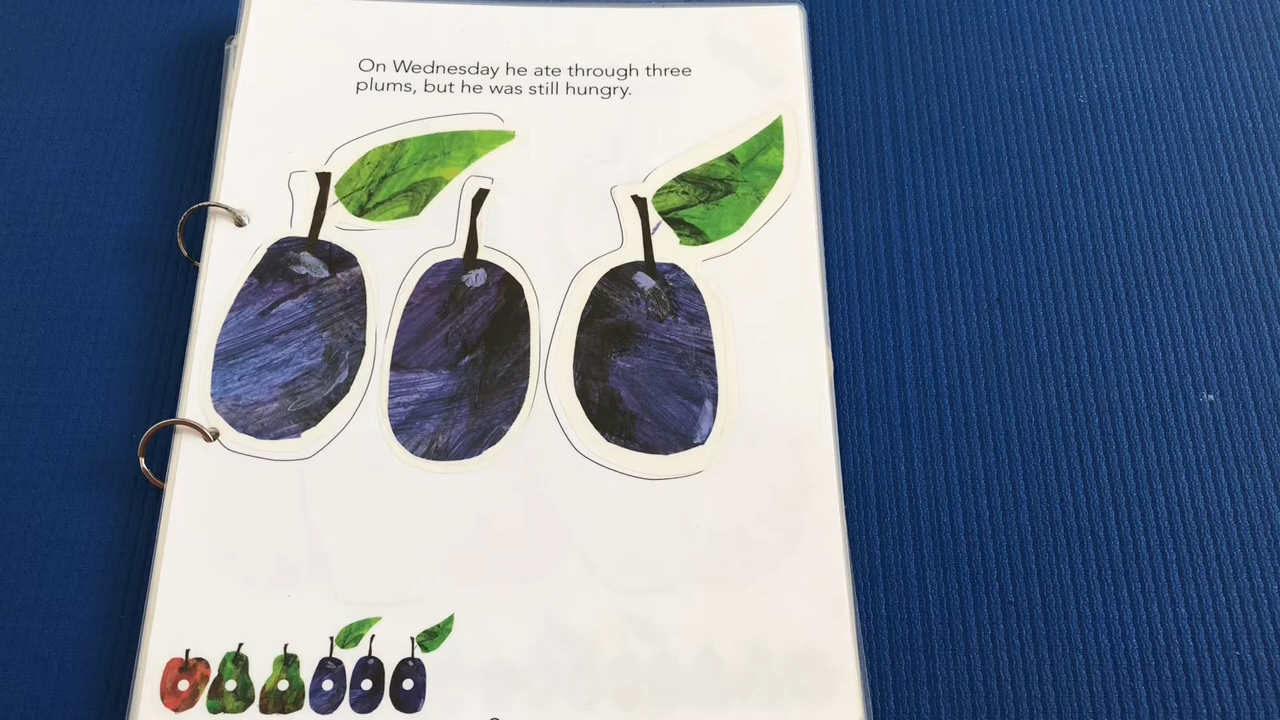 On Wednesday he ate through three
plums, but he was still hungry.